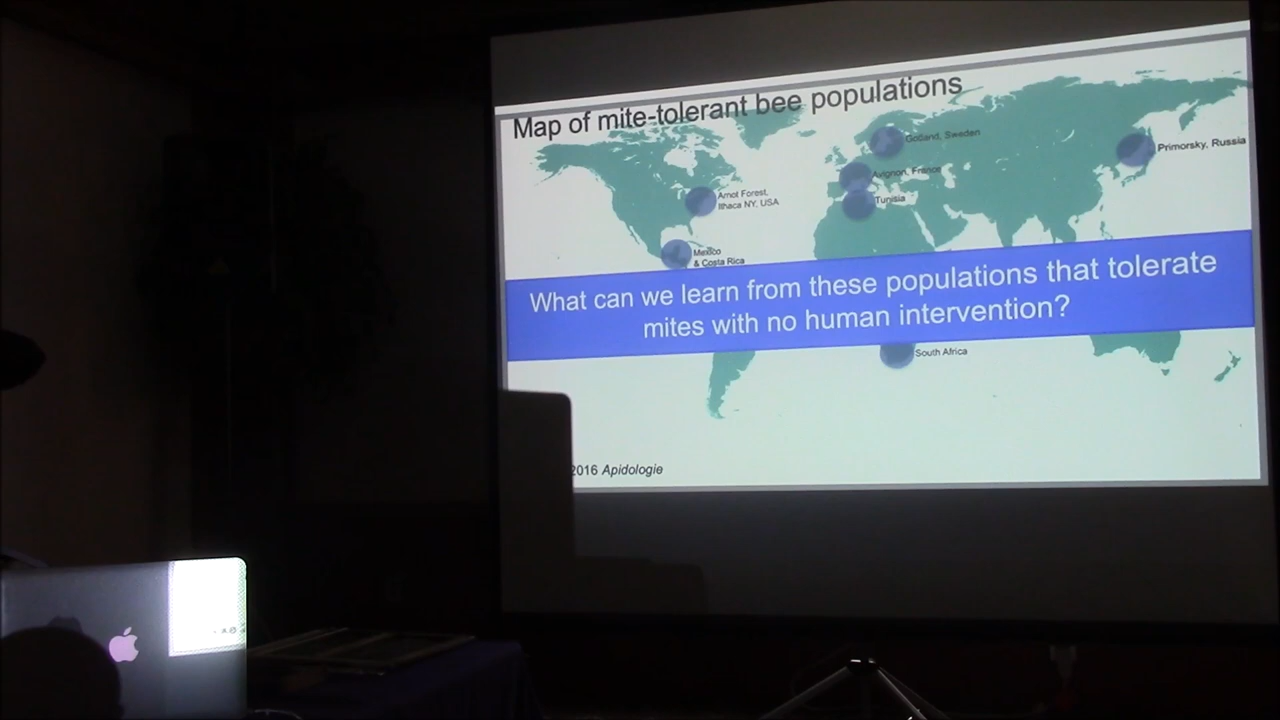 Map of mite-tolerant bee populations
Gotland, Sweden
Primorsky, Russia
Avignon, France
Tunisia
Arnot Forest,
Ithaca NY, USA
Mexico
& Costa Rica
What can we learn from these populations that tolerate
mites with no human intervention?
South Africa
2016 Apidologie